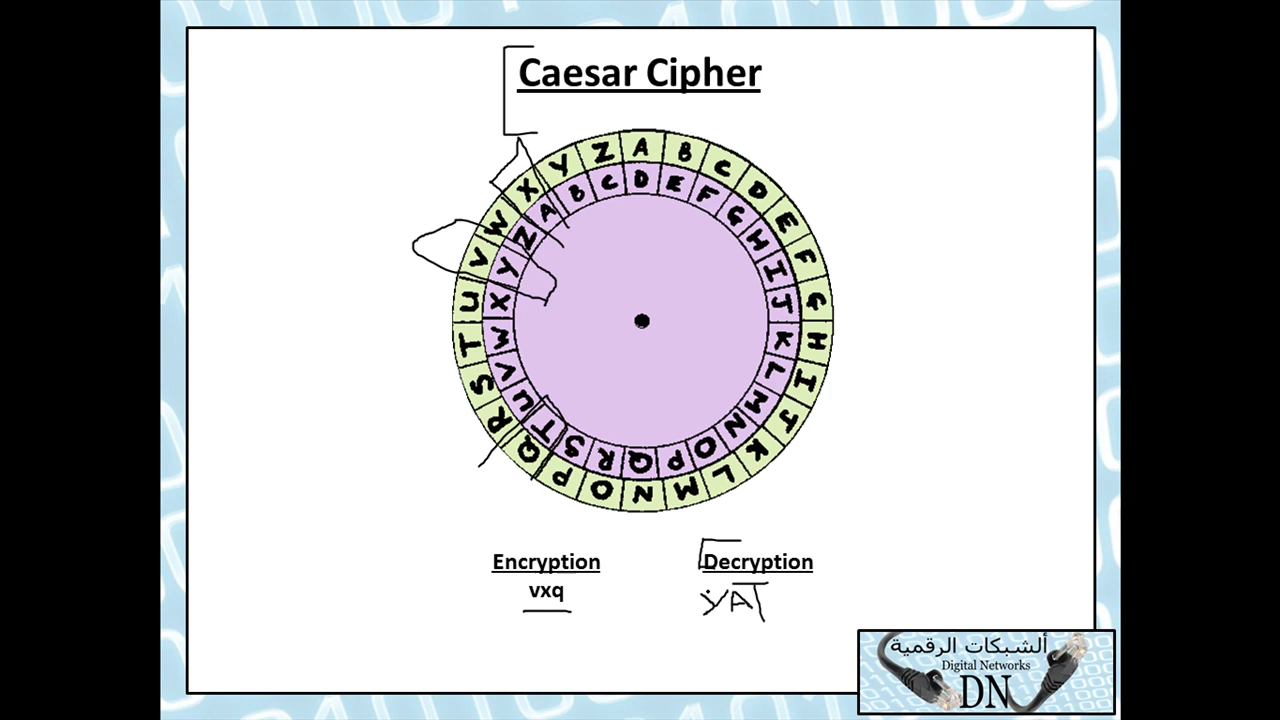 Caesar Cipher
A B C D E F G H I J K L M N O P Q R S T U V W X Y Z
D E F G H I J K L M N O P Q R S T U V W X Y Z A B C
Encryption
Decryption
vxq
YAT
ألشبكات الرقمية
Digital Networks
DN